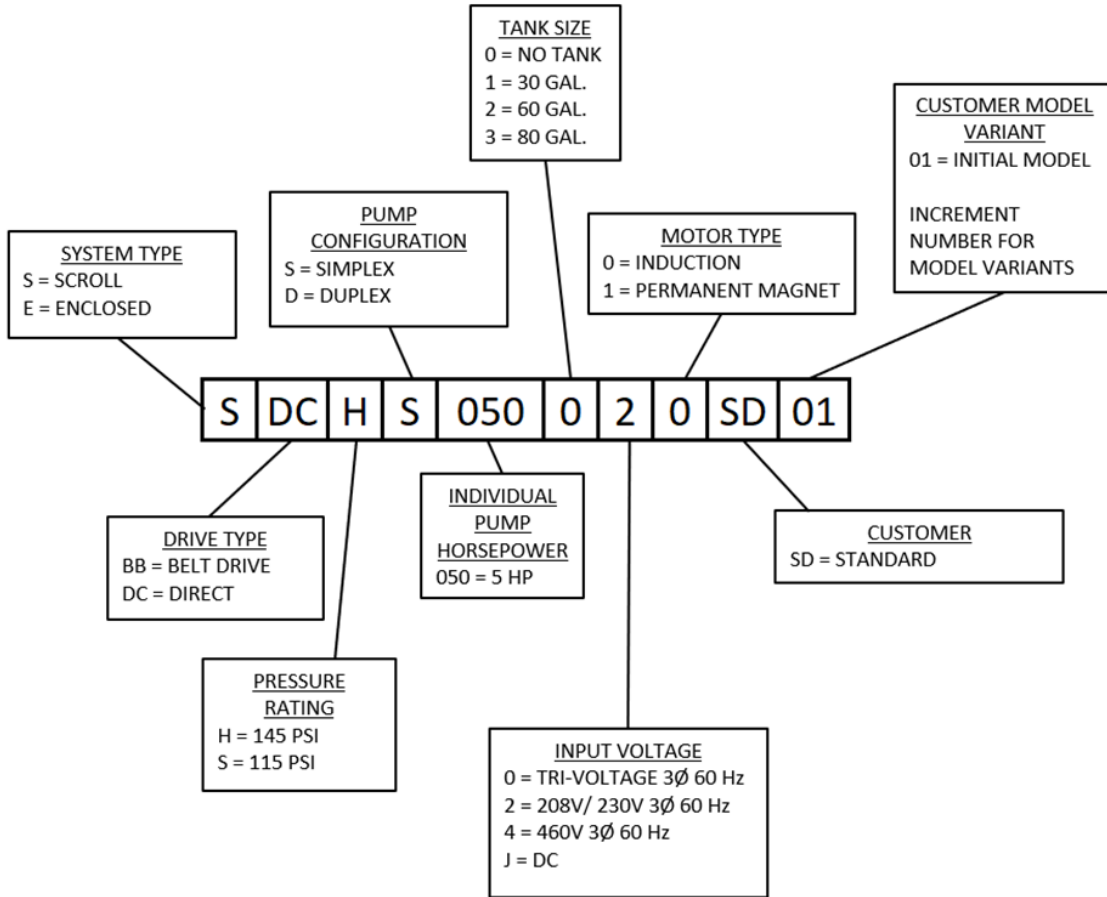 TANK SIZE
0 = NO TANK
1 = 30 GAL.
2 = 60 GAL.
3 = 80 GAL.
CUSTOMER MODEL
VARIANT
01 = INITIAL MODEL
INCREMENT
NUMBER FOR
MODEL VARIANTS
PUMP
CONFIGURATION
S = SIMPLEX
D = DUPLEX
MOTOR TYPE
0 = INDUCTION
1 = PERMANENT MAGNET
SYSTEM TYPE
S = SCROLL
E = ENCLOSED
S DC H S 050 0 2 0 SD 01
DRIVE TYPE
BB = BELT DRIVE
DC = DIRECT
INDIVIDUAL
PUMP
HORSEPOWER
050 = 5 HP
CUSTOMER
SD = STANDARD
PRESSURE
RATING
H = 145 PSI
S = 115 PSI
INPUT VOLTAGE
0 = TRI-VOLTAGE 3Ø 60 Hz
2 = 208V/ 230V 3Ø 60 Hz
4 = 460V 3Ø 60 Hz
J = DC